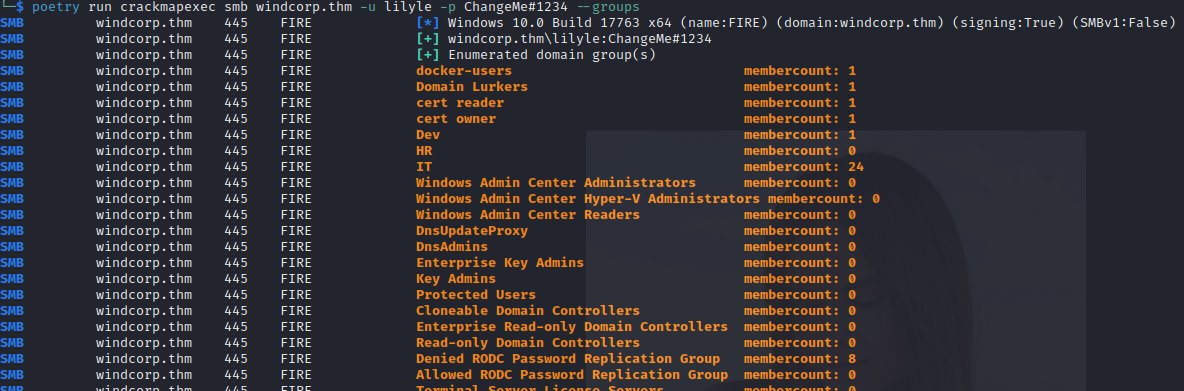 └─$ poetry run crackmapexec smb windcorp.thm -u lilyle -p ChangeMe#1234 --groups
SMB windcorp.thm 445 FIRE [*] Windows 10.0 Build 17763 x64 (name:FIRE) (domain:windcorp.thm) (signing:True) (SMBv1:False)
SMB windcorp.thm 445 FIRE [+] windcorp.thm\lilyle:ChangeMe#1234
SMB windcorp.thm 445 FIRE [+] Enumerated domain group(s)
SMB windcorp.thm 445 FIRE docker-users membercount: 1
SMB windcorp.thm 445 FIRE Domain Lurkers membercount: 1
SMB windcorp.thm 445 FIRE cert reader membercount: 1
SMB windcorp.thm 445 FIRE cert owner membercount: 1
SMB windcorp.thm 445 FIRE Dev membercount: 1
SMB windcorp.thm 445 FIRE HR membercount: 0
SMB windcorp.thm 445 FIRE IT membercount: 24
SMB windcorp.thm 445 FIRE Windows Admin Center Administrators membercount: 0
SMB windcorp.thm 445 FIRE Windows Admin Center Hyper-V Administrators membercount: 0
SMB windcorp.thm 445 FIRE Windows Admin Center Readers membercount: 0
SMB windcorp.thm 445 FIRE DnsUpdateProxy membercount: 0
SMB windcorp.thm 445 FIRE DnsAdmins membercount: 0
SMB windcorp.thm 445 FIRE Enterprise Key Admins membercount: 0
SMB windcorp.thm 445 FIRE Key Admins membercount: 0
SMB windcorp.thm 445 FIRE Protected Users membercount: 0
SMB windcorp.thm 445 FIRE Cloneable Domain Controllers membercount: 0
SMB windcorp.thm 445 FIRE Enterprise Read-only Domain Controllers membercount: 0
SMB windcorp.thm 445 FIRE Read-only Domain Controllers membercount: 0
SMB windcorp.thm 445 FIRE Denied RODC Password Replication Group membercount: 8
SMB windcorp.thm 445 FIRE Allowed RODC Password Replication Group membercount: 0
SMB windcorp.thm 445 FIRE Terminal Server License Servers membercount: 0